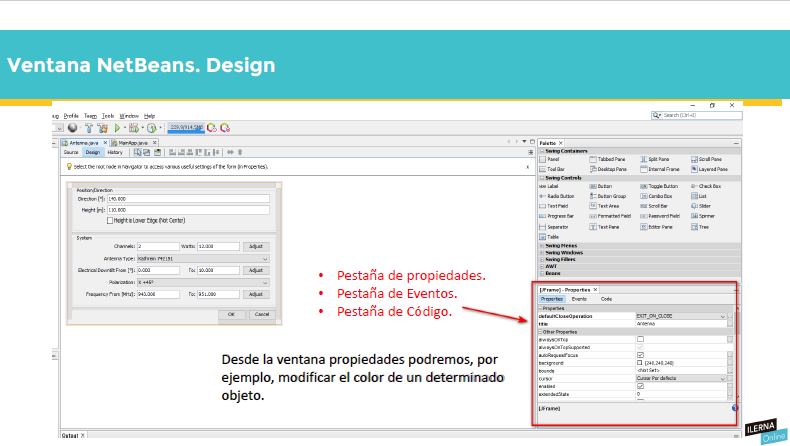 Ventana NetBeans. Design
Profile Team Tools Window Help
Search (Ctrl+I)
Antenna.java MainApp.java
Source Design History
Select the root node in Navigator to access various useful settings of the form (in Properties).
Position/Direction
Direction [°]: 140.000
Height [m]: 110.000
Height is Lower Edge (Not Center)
System
Channels: 2 Watts: 12.000 Adjust
Antenna Type: Kathrein 742151
Electrical Downtilt From [°]: 0.000 To: 10.000 Adjust
Polarization: X +45°
Frequency From [MHz]: 940.000 To: 951.000 Adjust
OK Cancel
Palette
Swing Containers
Panel Tabbed Pane Split Pane Scroll Pane
Tool Bar Desktop Pane Internal Frame Layered Pane
Swing Controls
Label Button Toggle Button Check Box
Radio Button Button Group Combo Box List
Text Field Text Area Scroll Bar Slider
Progress Bar Formatted Field Password Field Spinner
Separator Text Pane Editor Pane Tree
Table
Swing Menus
Swing Windows
Swing Fillers
AWT
Beans
• Pestaña de propiedades.
• Pestaña de Eventos.
• Pestaña de Código.
[JFrame] - Properties
Properties Events Code
Properties
defaultCloseOperation EXIT_ON_CLOSE
title Antenna
Other Properties
alwaysOnTop
alwaysOnTopSupported
autoRequestFocus
background [240,240,240]
bounds <Not Set>
cursor Cursor Por defecto
enabled
extendedState 0
[JFrame]
Desde la ventana propiedades podremos, por
ejemplo, modificar el color de un determinado
objeto.
Output
ILERNA
Online